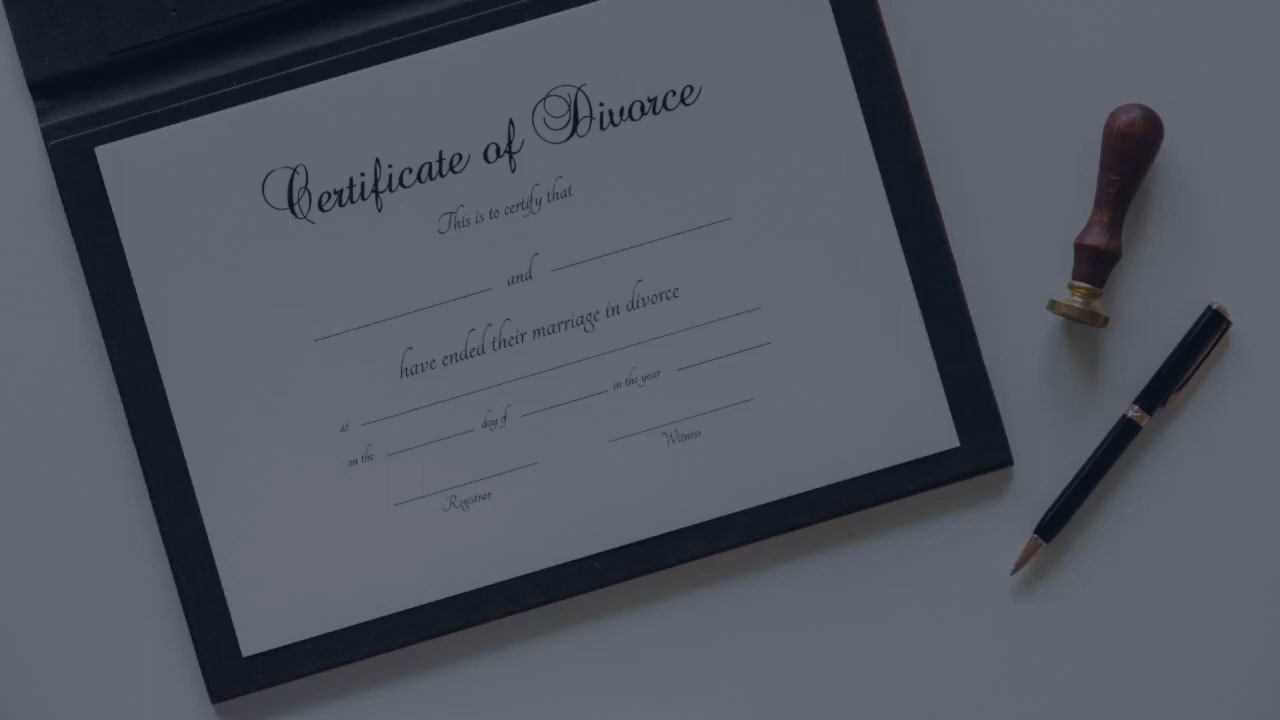 Certificate of Divorce
This is to certify that
and
have ended their marriage in divorce
at
on the day of in the year
Registrar Witness